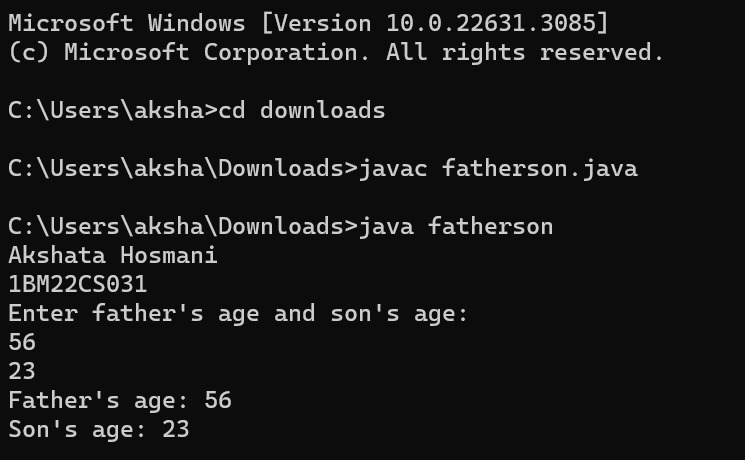 Microsoft Windows [Version 10.0.22631.3085]
(c) Microsoft Corporation. All rights reserved.
C:\Users\aksha>cd downloads
C:\Users\aksha\Downloads>javac fatherson.java
C:\Users\aksha\Downloads>java fatherson
Akshata Hosmani
1BM22CS031
Enter father's age and son's age:
56
23
Father's age: 56
Son's age: 23